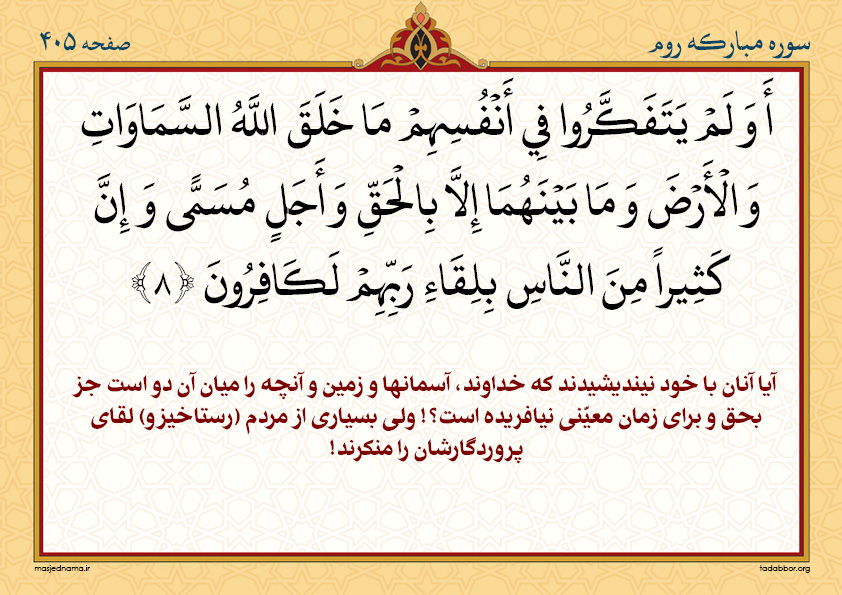 سوره مبارکه روم
صفحه ۴۰۵
أَوَلَمْ يَتَفَكَّرُوا فِي أَنْفُسِهِمْ مَا خَلَقَ اللَّهُ السَّمَاوَاتِ
وَالْأَرْضَ وَمَا بَيْنَهُمَا إِلاَّ بِالْحَقِّ وَأَجَلٍ مُسَمًّى وَإِنَّ
كَثِيراً مِنَ النَّاسِ بِلِقَاءِ رَبِّهِمْ لَكَافِرُونَ ﴿۸﴾
آیا آنان با خود نیندیشیدند که خداوند، آسمانها و زمین و آنچه را میان آن دو است جز
بحق و برای زمان معیّنی نیافریده است؟! ولی بسیاری از مردم (رستاخیز و) لقای
پروردگارشان را منکرند!
masjednama.ir
tadabbor.org